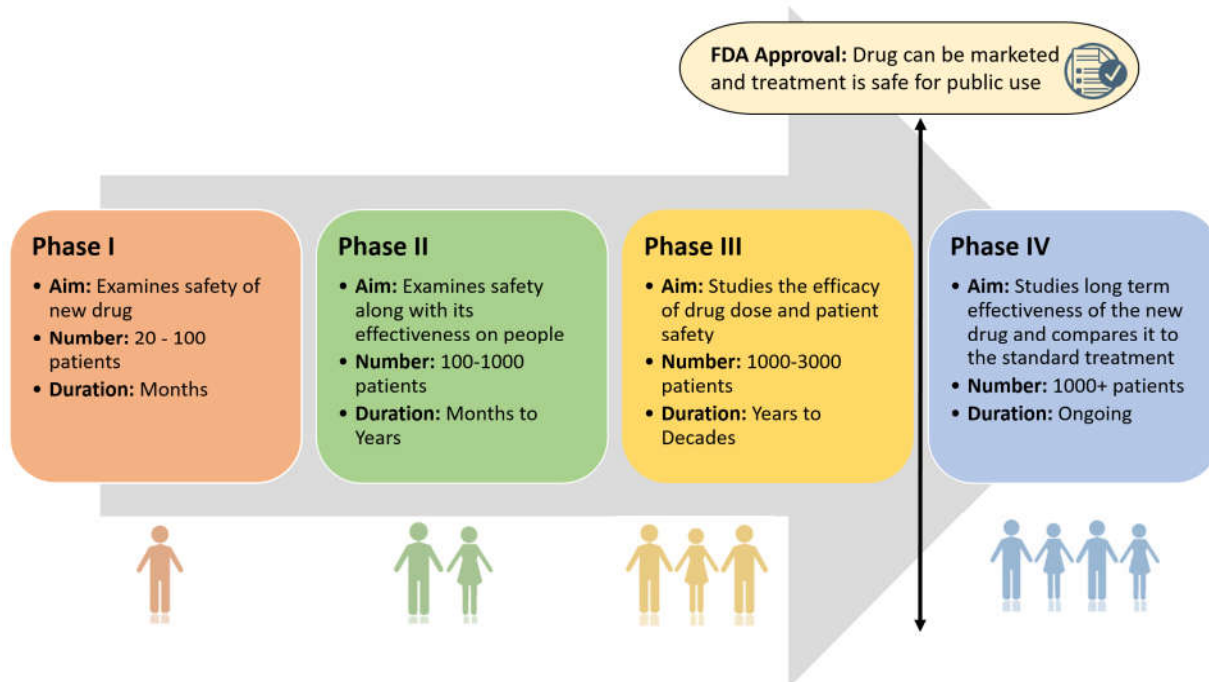 FDA Approval: Drug can be marketed
and treatment is safe for public use
Phase I
• Aim: Examines safety of
new drug
• Number: 20 - 100
patients
• Duration: Months
Phase II
• Aim: Examines safety
along with its
effectiveness on people
• Number: 100-1000
patients
• Duration: Months to
Years
Phase III
• Aim: Studies the efficacy
of drug dose and patient
safety
• Number: 1000-3000
patients
• Duration: Years to
Decades
Phase IV
• Aim: Studies long term
effectiveness of the new
drug and compares it to
the standard treatment
• Number: 1000+ patients
• Duration: Ongoing